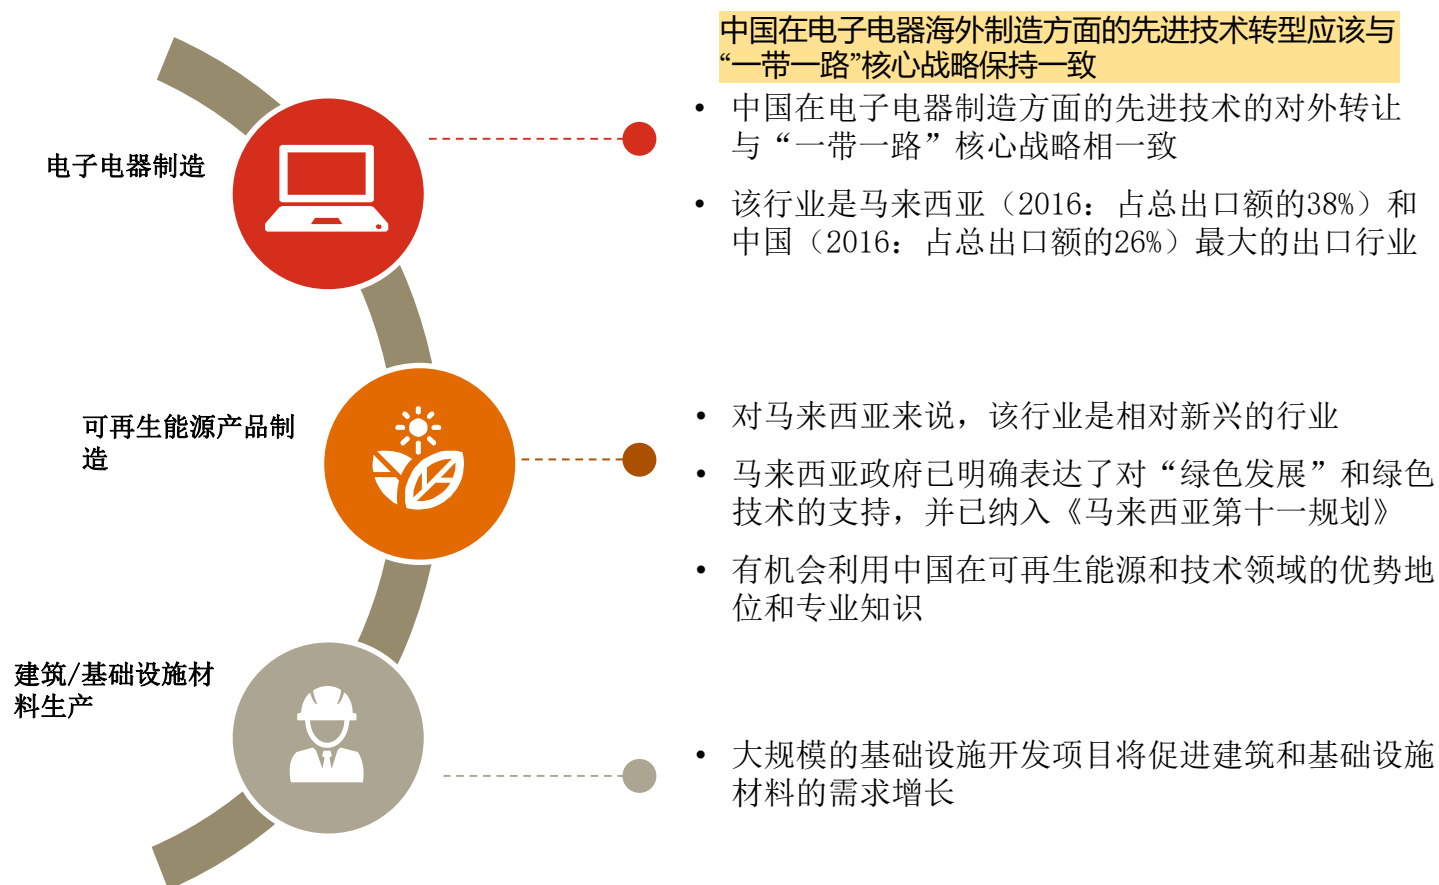 中国在电子电器海外制造方面的先进技术转型应该与
“一带一路”核心战略保持一致
电子电器制造
• 中国在电子电器制造方面的先进技术的对外转让
与“一带一路”核心战略相一致
• 该行业是马来西亚（2016：占总出口额的38%）和
中国（2016：占总出口额的26%）最大的出口行业
可再生能源产品制
造
• 对马来西亚来说，该行业是相对新兴的行业
• 马来西亚政府已明确表达了对“绿色发展”和绿色
技术的支持，并已纳入《马来西亚第十一规划》
• 有机会利用中国在可再生能源和技术领域的优势地
位和专业知识
建筑/基础设施材
料生产
• 大规模的基础设施开发项目将促进建筑和基础设施
材料的需求增长